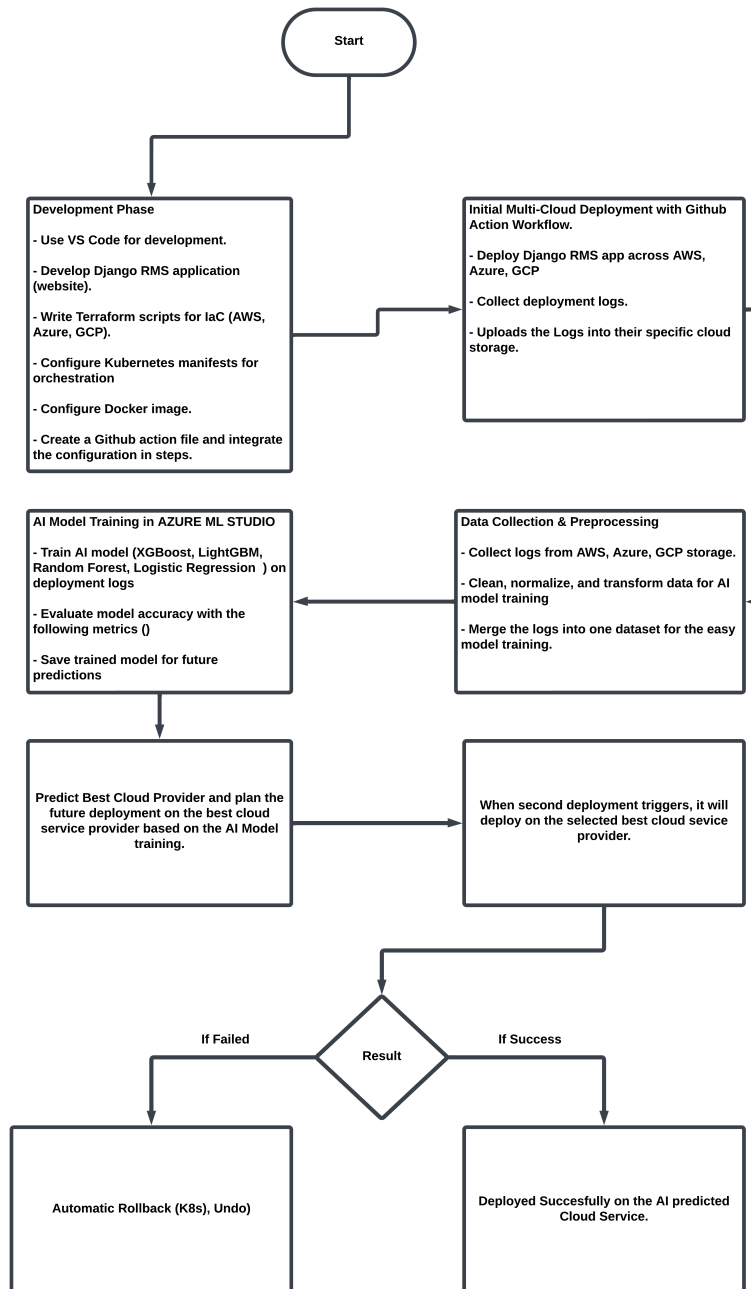 Start
Development Phase
- Use VS Code for development.
- Develop Django RMS application
(website).
- Write Terraform scripts for IaC (AWS,
Azure, GCP).
- Configure Kubernetes manifests for
orchestration
- Configure Docker image.
- Create a Github action file and integrate
the configuration in steps.
Initial Multi-Cloud Deployment with Github
Action Workflow.
- Deploy Django RMS app across AWS,
Azure, GCP
- Collect deployment logs.
- Uploads the Logs into their specific cloud
storage.
Data Collection & Preprocessing
- Collect logs from AWS, Azure, GCP storage.
- Clean, normalize, and transform data for AI
model training
- Merge the logs into one dataset for the easy
model training.
AI Model Training in AZURE ML STUDIO
- Train AI model (XGBoost, LightGBM,
Random Forest, Logistic Regression  ) on
deployment logs
- Evaluate model accuracy with the
following metrics ()
- Save trained model for future
predictions
Predict Best Cloud Provider and plan the
future deployment on the best cloud
service provider based on the AI Model
training.
When second deployment triggers, it will
deploy on the selected best cloud sevice
provider.
Result
If Failed
If Success
Automatic Rollback (K8s), Undo)
Deployed Succesfully on the AI predicted
Cloud Service.